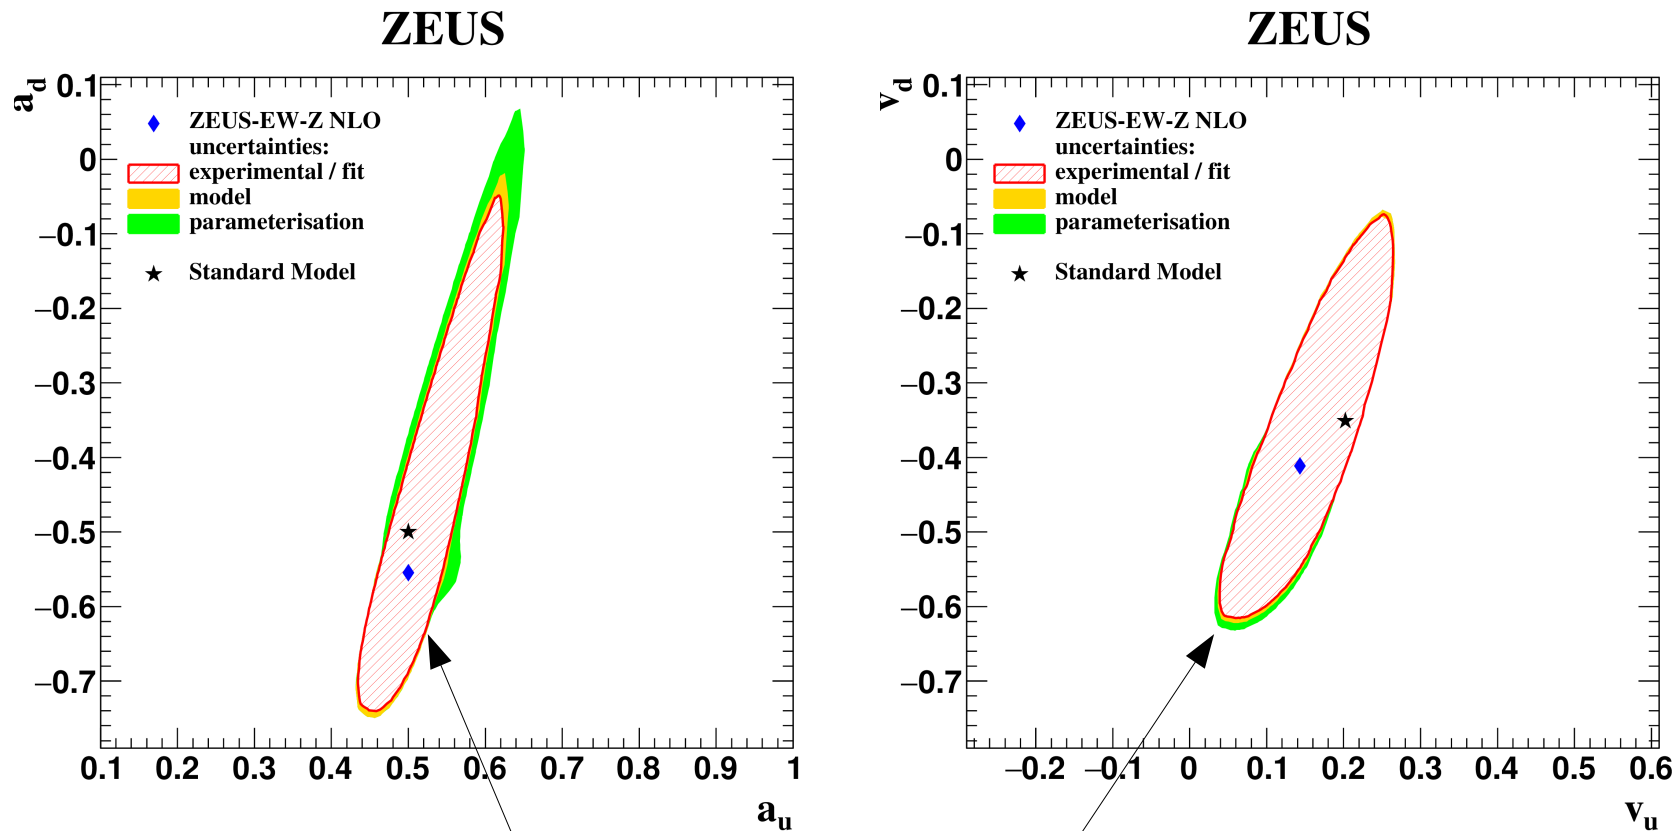 ZEUS
a_d
0.1
0
−0.1
−0.2
−0.3
−0.4
−0.5
−0.6
−0.7
ZEUS-EW-Z NLO
uncertainties:
experimental / fit
model
parameterisation
Standard Model
0.1 0.2 0.3 0.4 0.5 0.6 0.7 0.8 0.9 1
a_u
ZEUS
v_d
0.1
0
−0.1
−0.2
−0.3
−0.4
−0.5
−0.6
−0.7
ZEUS-EW-Z NLO
uncertainties:
experimental / fit
model
parameterisation
Standard Model
−0.2 −0.1 0 0.1 0.2 0.3 0.4 0.5 0.6
v_u